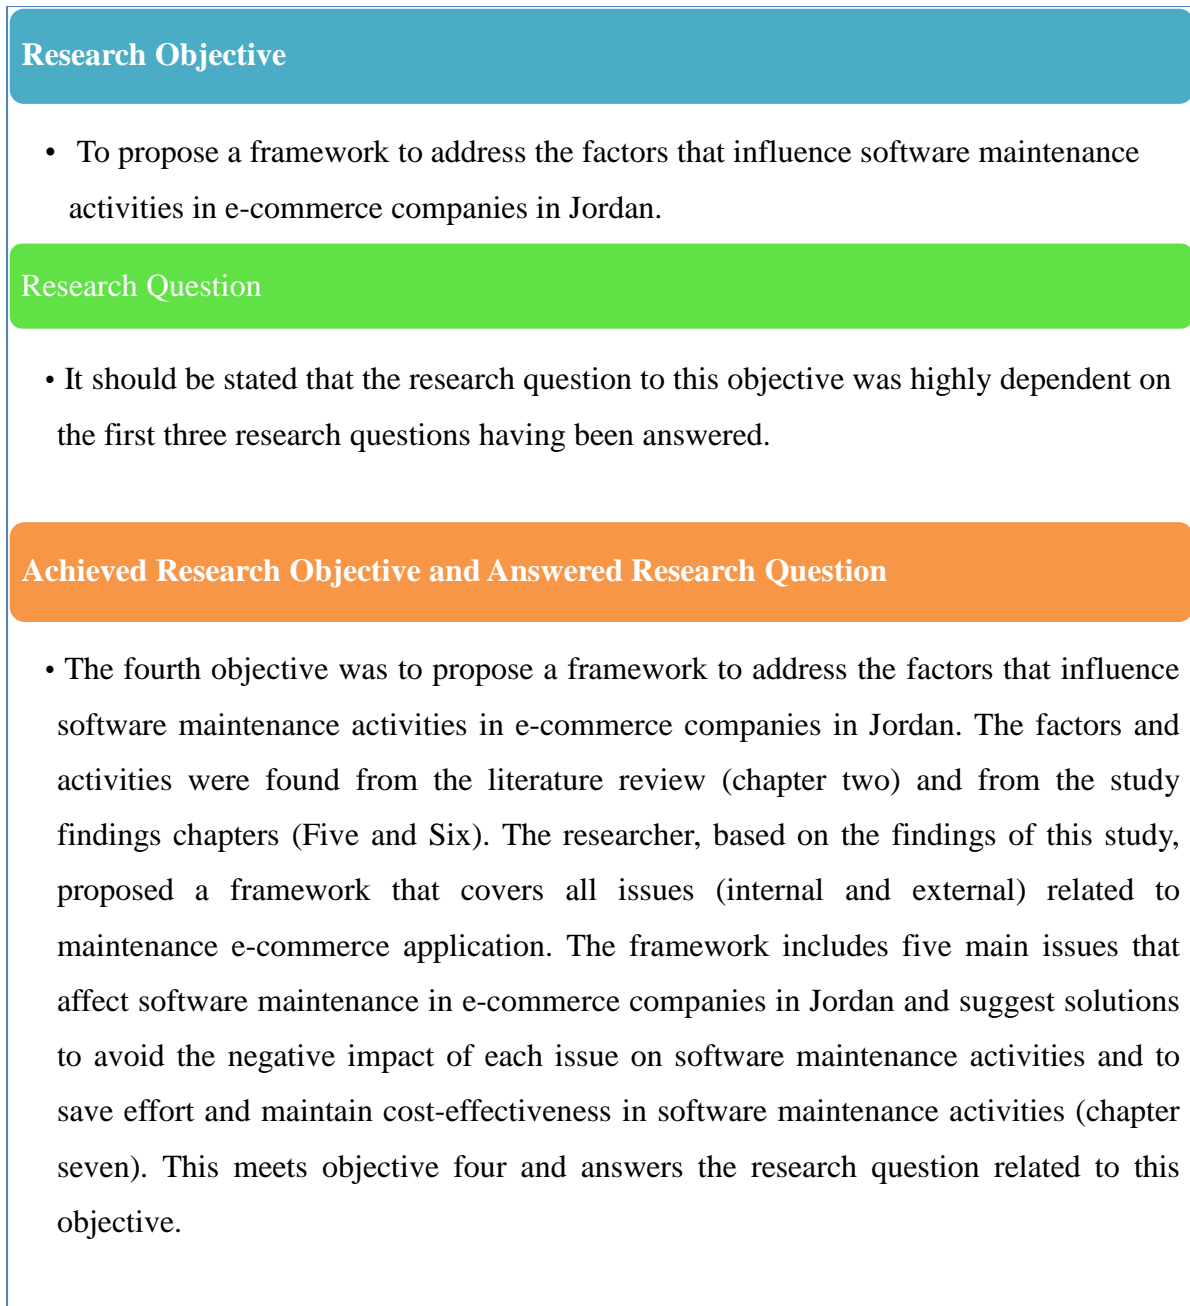 Research Objective
• To propose a framework to address the factors that influence software maintenance
activities in e-commerce companies in Jordan.
Research Question
• It should be stated that the research question to this objective was highly dependent on
the first three research questions having been answered.
Achieved Research Objective and Answered Research Question
• The fourth objective was to propose a framework to address the factors that influence
software maintenance activities in e-commerce companies in Jordan. The factors and
activities were found from the literature review (chapter two) and from the study
findings chapters (Five and Six). The researcher, based on the findings of this study,
proposed a framework that covers all issues (internal and external) related to
maintenance e-commerce application. The framework includes five main issues that
affect software maintenance in e-commerce companies in Jordan and suggest solutions
to avoid the negative impact of each issue on software maintenance activities and to
save effort and maintain cost-effectiveness in software maintenance activities (chapter
seven). This meets objective four and answers the research question related to this
objective.